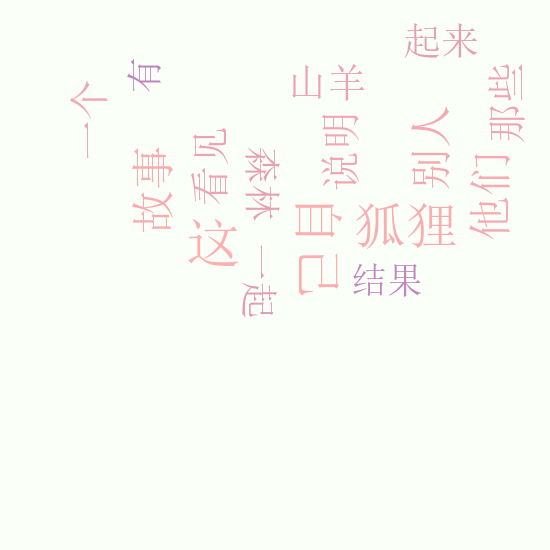 起来
有
山羊
那些
一个
说明
别人
看见
故事
森林
他们
自己
狐狸
这
一起
结果